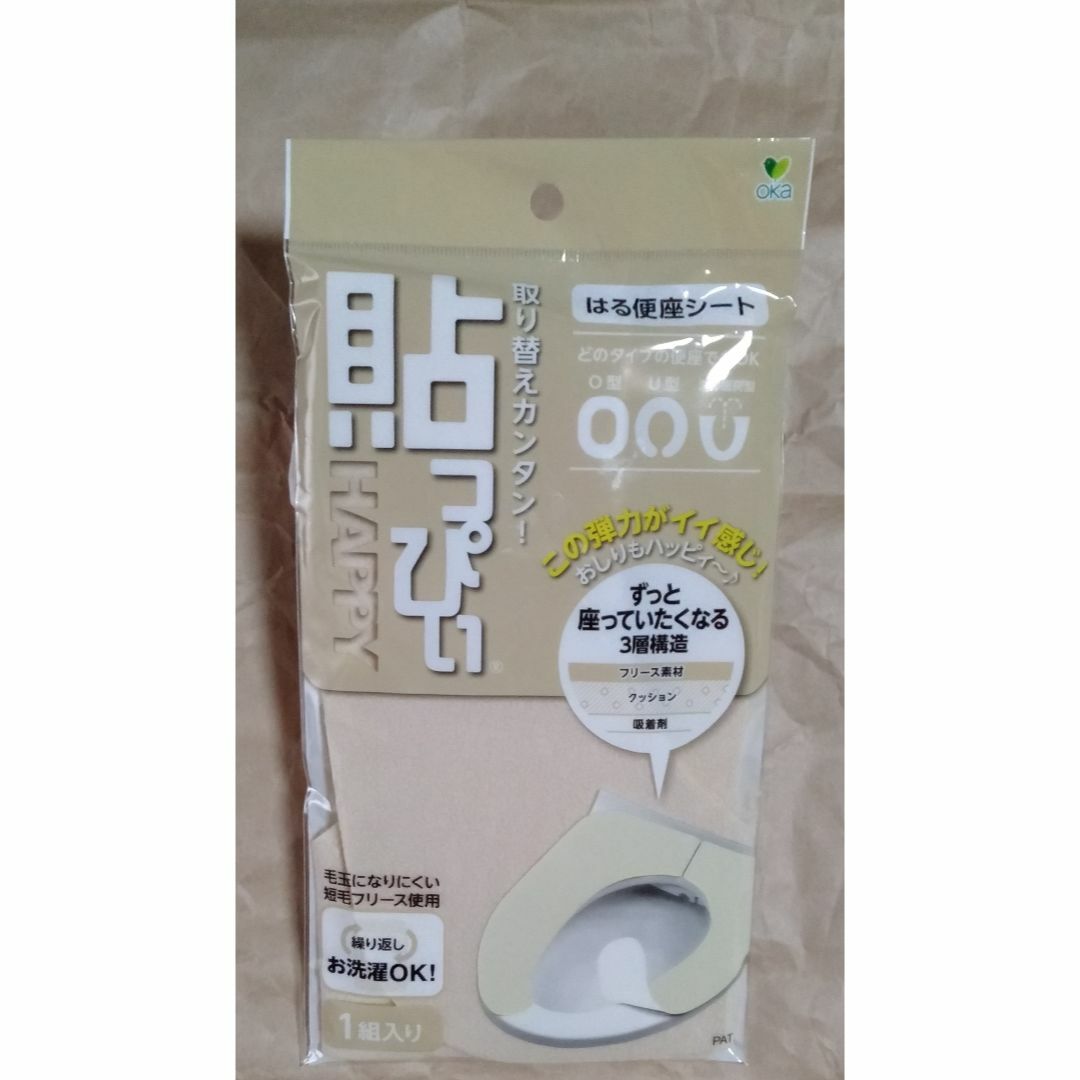 oka
はる便座シート
どのタイプの便座で
OK
O型
U型
取り替えカンタン!
貼っぴぃ®
HAPPY
この弾力がイイ感じ!
おしりもハッピィ〜♪
ずっと
座っていたくなる
3層構造
フリース素材
クッション
吸着剤
毛玉になりにくい
短毛フリース使用
繰り返し
お洗濯OK!
1組入り
PAT